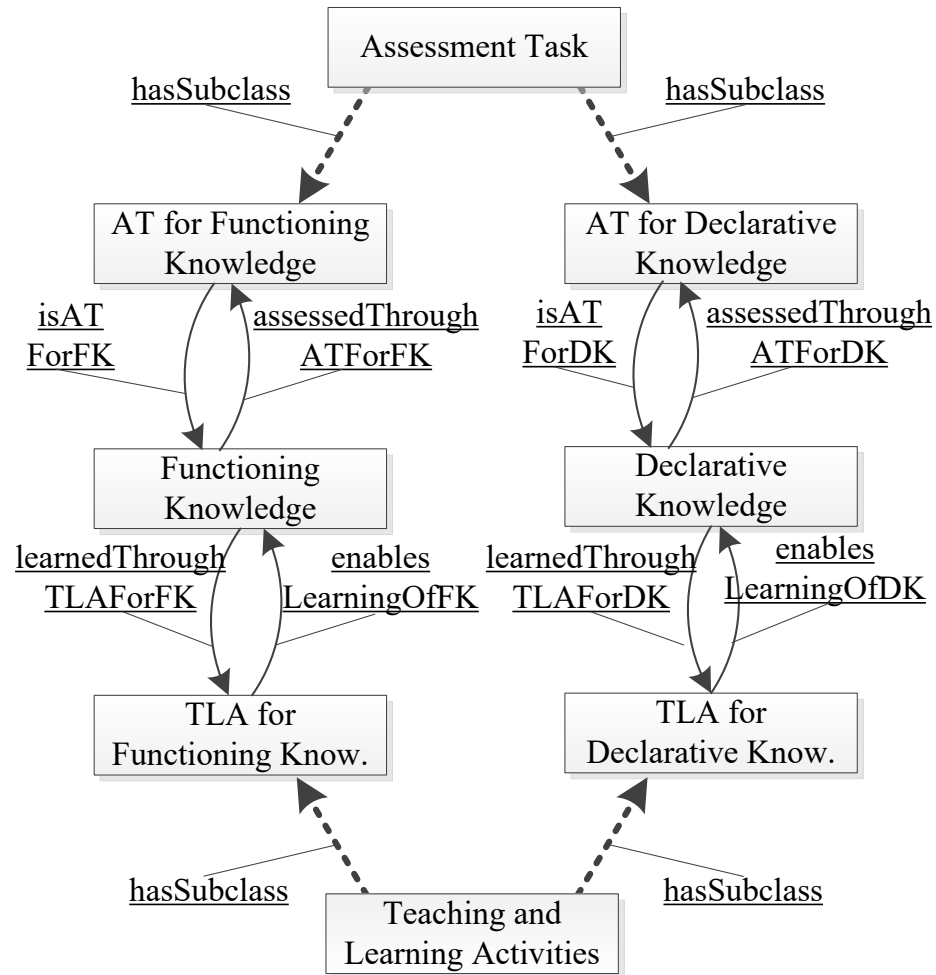 Assessment Task
hasSubclass
hasSubclass
AT for Functioning
Knowledge
AT for Declarative
Knowledge
isAT
ForFK
assessedThrough
ATForFK
isAT
ForDK
assessedThrough
ATForDK
Functioning
Knowledge
Declarative
Knowledge
learnedThrough
TLAForFK
enables
LearningOfFK
learnedThrough
TLAForDK
enables
LearningOfDK
TLA for
Functioning Know.
TLA for
Declarative Know.
hasSubclass
hasSubclass
Teaching and
Learning Activities